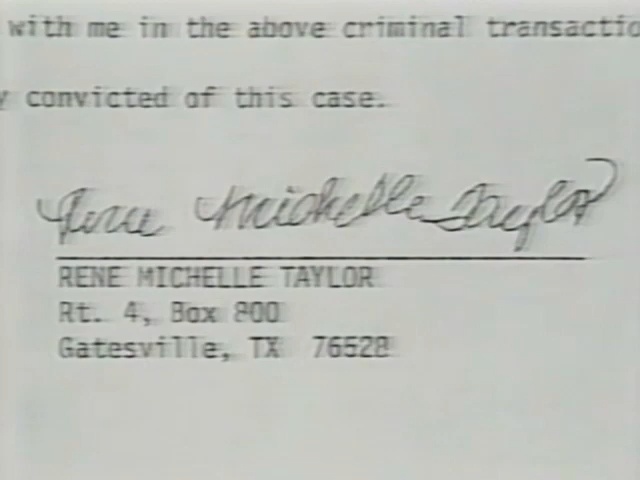 with me in the above criminal transactio
y convicted of this case.
Rene Michelle Taylor
RENE MICHELLE TAYLOR
Rt. 4, Box 800
Gatesville, TX 76528